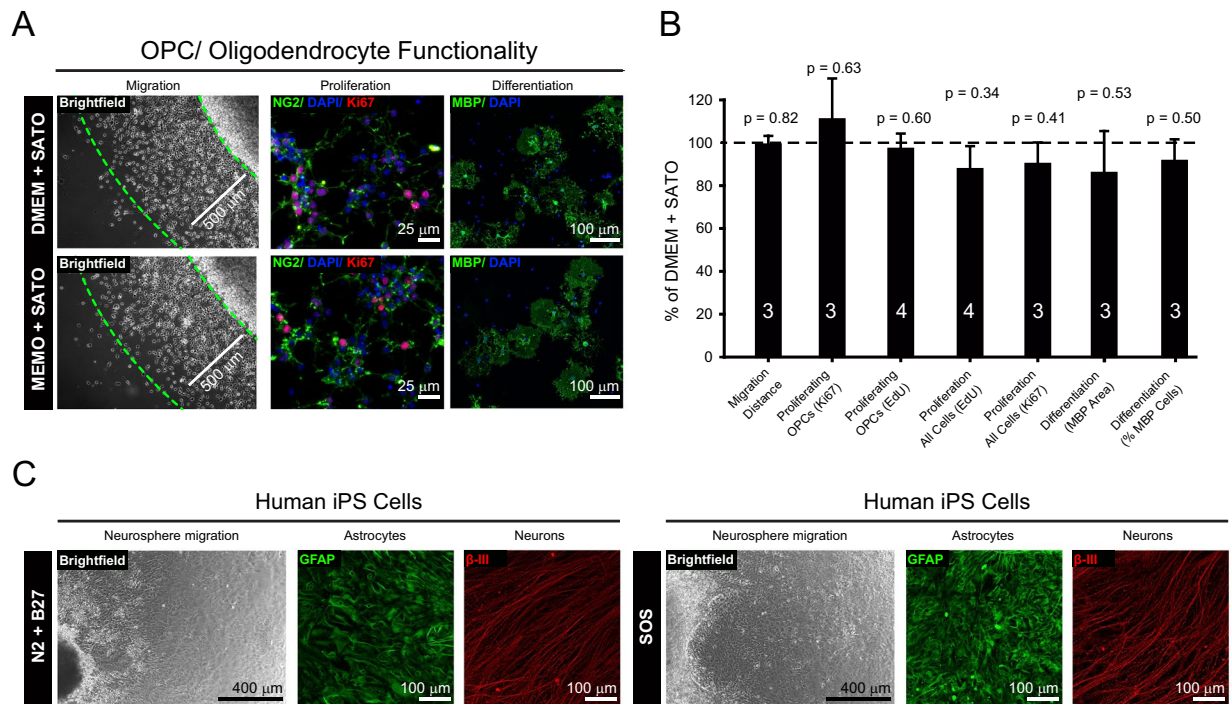 A
OPC/ Oligodendrocyte Functionality
Migration
Proliferation
Differentiation
DMEM + SATO
Brightfield
500 μm
NG2/ DAPI/ Ki67
25 μm
MBP/ DAPI
100 μm
MEMO + SATO
Brightfield
500 μm
NG2/ DAPI/ Ki67
25 μm
MBP/ DAPI
100 μm
B
% of DMEM + SATO
120
100
80
60
40
20
0
p = 0.82
p = 0.63
p = 0.60
p = 0.34
p = 0.41
p = 0.53
p = 0.50
3
3
4
4
3
3
3
Migration
Distance
Proliferating
OPCs (Ki67)
Proliferating
OPCs (EdU)
Proliferation
All Cells (EdU)
Proliferation
All Cells (Ki67)
Differentiation
(MBP Area)
Differentiation
(% MBP Cells)
C
Human iPS Cells
Neurosphere migration
Astrocytes
Neurons
N2 + B27
Brightfield
400 μm
GFAP
100 μm
β-III
100 μm
Human iPS Cells
Neurosphere migration
Astrocytes
Neurons
SOS
Brightfield
400 μm
GFAP
100 μm
β-III
100 μm